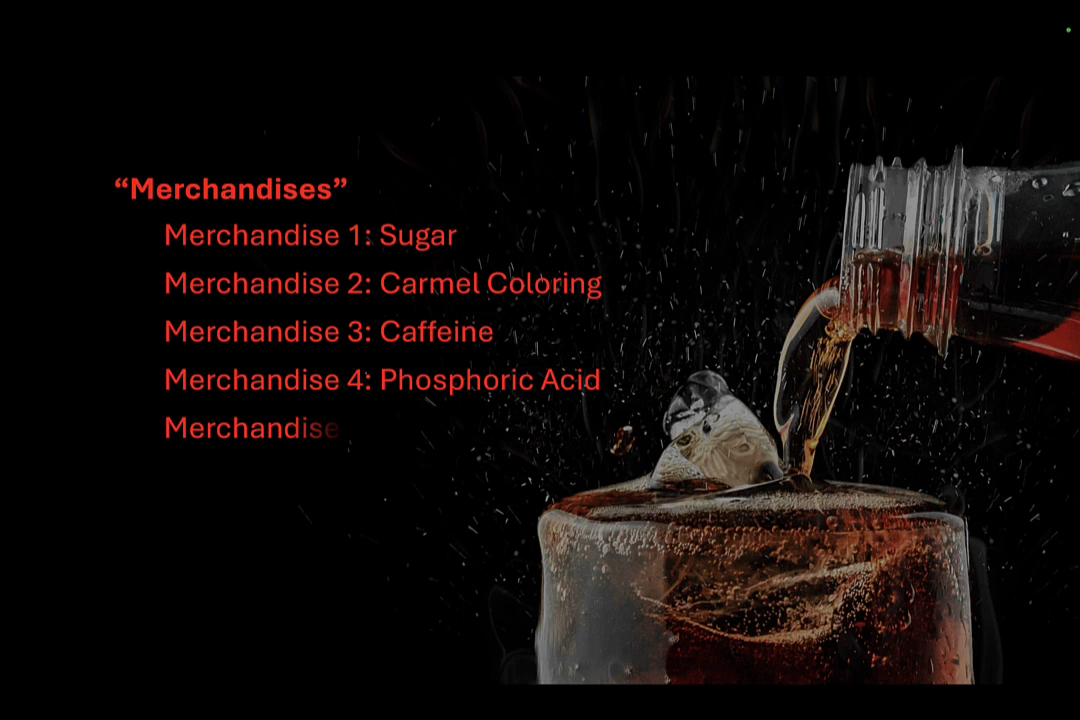 “Merchandises”
Merchandise 1: Sugar
Merchandise 2: Carmel Coloring
Merchandise 3: Caffeine
Merchandise 4: Phosphoric Acid
Merchandise